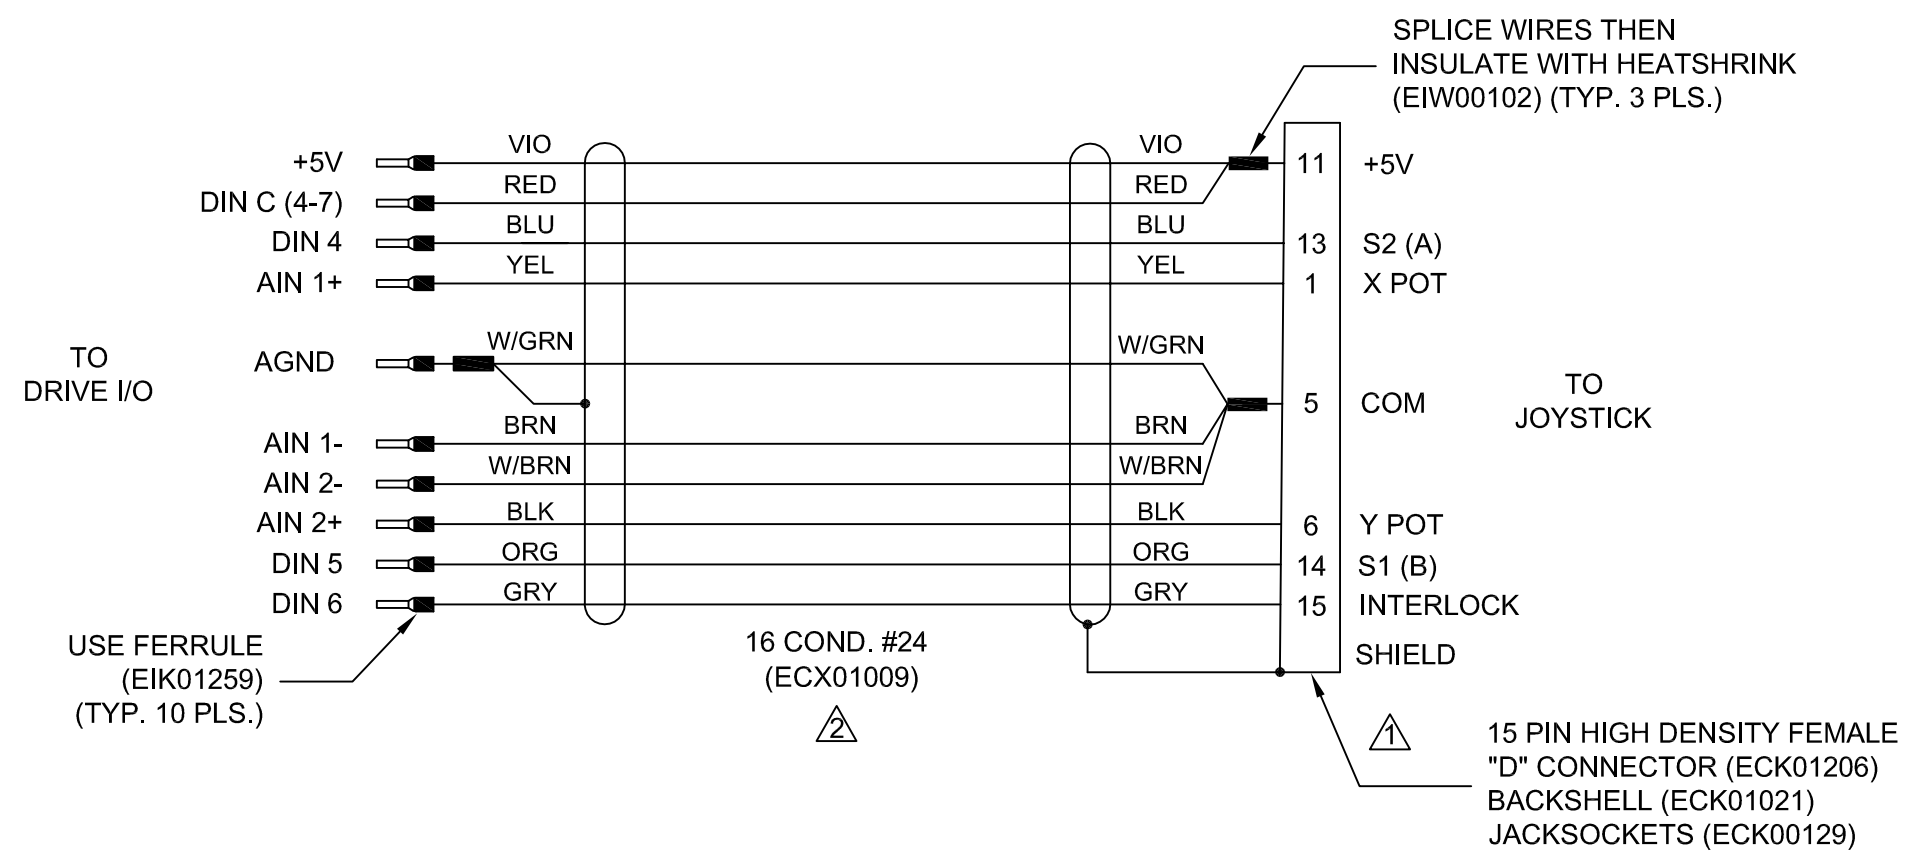 SPLICE WIRES THEN
INSULATE WITH HEATSHRINK
(EIW00102) (TYP. 3 PLS.)
+5V VIO VIO 11 +5V
DIN C (4-7) RED RED
DIN 4 BLU BLU 13 S2 (A)
AIN 1+ YEL YEL 1 X POT
AGND W/GRN W/GRN
TO
DRIVE I/O
5 COM
TO
JOYSTICK
AIN 1- BRN BRN
AIN 2- W/BRN W/BRN
AIN 2+ BLK BLK 6 Y POT
DIN 5 ORG ORG 14 S1 (B)
DIN 6 GRY GRY 15 INTERLOCK
SHIELD
USE FERRULE
(EIK01259)
(TYP. 10 PLS.)
16 COND. #24
(ECX01009)
2
1
15 PIN HIGH DENSITY FEMALE
"D" CONNECTOR (ECK01206)
BACKSHELL (ECK01021)
JACKSOCKETS (ECK00129)